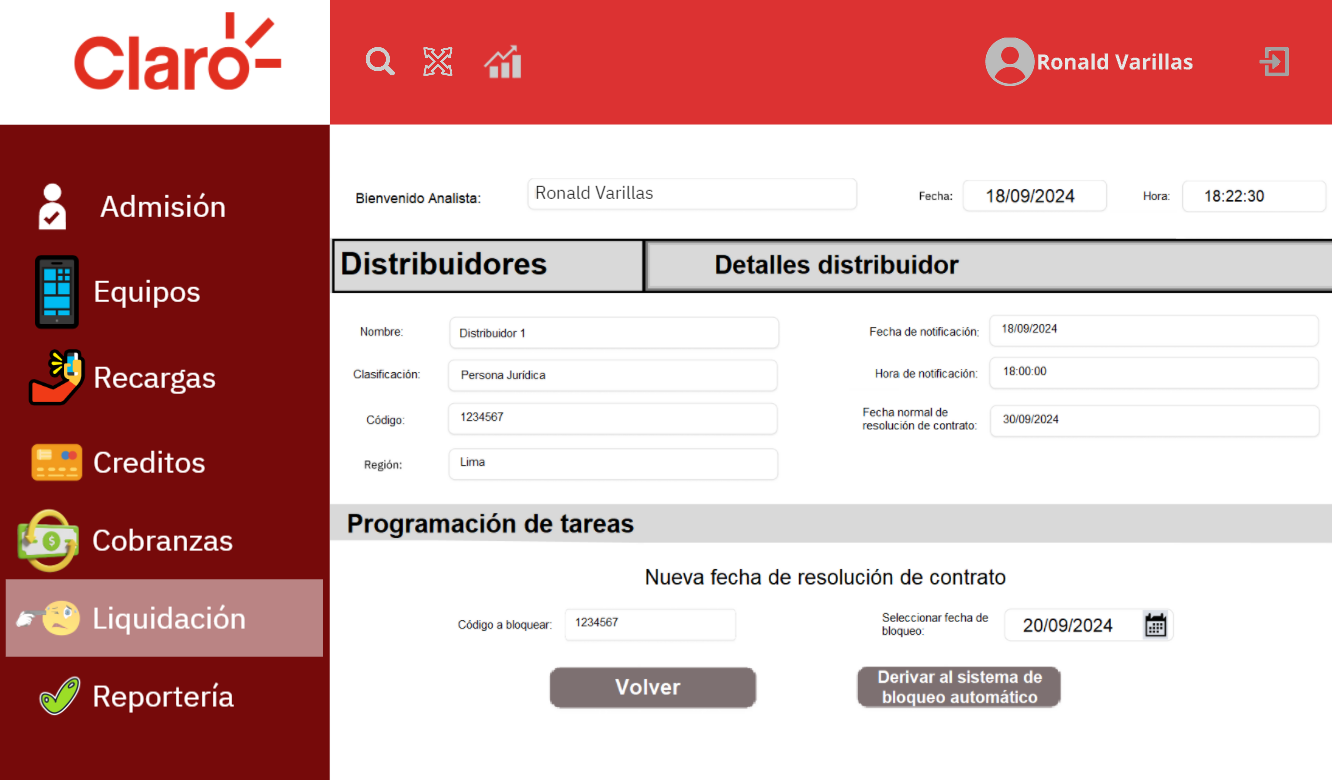 Claro
Ronald Varillas
Admisión
Equipos
Recargas
Creditos
Cobranzas
Liquidación
Reportería
Bienvenido Analista: Ronald Varillas Fecha: 18/09/2024 Hora: 18:22:30
Distribuidores Detalles distribuidor
Nombre: Distribuidor 1
Clasificación: Persona Jurídica
Código: 1234567
Región: Lima
Fecha de notificación: 18/09/2024
Hora de notificación: 18:00:00
Fecha normal de
resolución de contrato: 30/09/2024
Programación de tareas
Nueva fecha de resolución de contrato
Código a bloquear: 1234567
Seleccionar fecha de
bloqueo: 20/09/2024
Volver
Derivar al sistema de
bloqueo automático